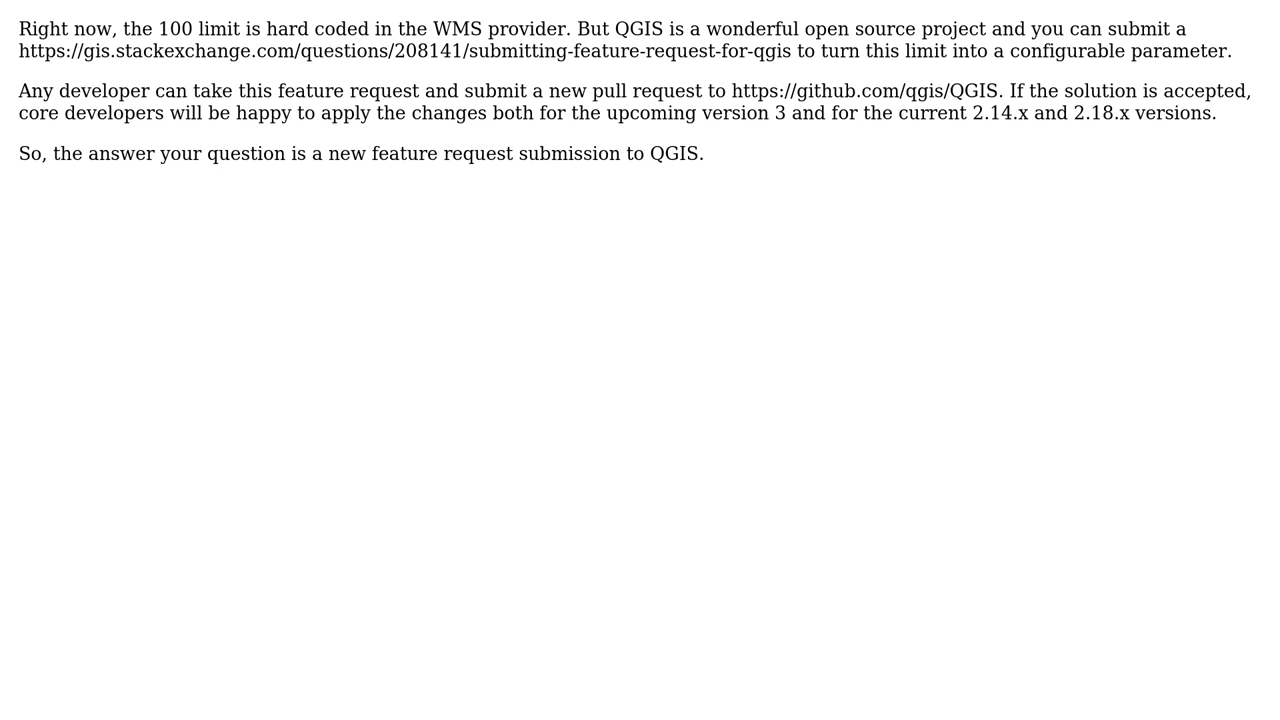 Right now, the 100 limit is hard coded in the WMS provider. But QGIS is a wonderful open source project and you can submit a
https://gis.stackexchange.com/questions/208141/submitting-feature-request-for-qgis to turn this limit into a configurable parameter.
Any developer can take this feature request and submit a new pull request to https://github.com/qgis/QGIS. If the solution is accepted,
core developers will be happy to apply the changes both for the upcoming version 3 and for the current 2.14.x and 2.18.x versions.
So, the answer your question is a new feature request submission to QGIS.